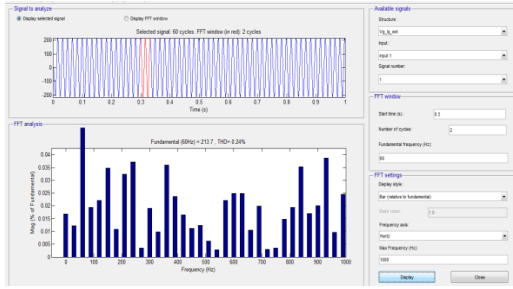 Signal to analyze
Display selected signal
Display FFT window
Selected signal: 60 cycles. FFT window (in red): 2 cycles
200
100
0
-100
-200
0 0.1 0.2 0.3 0.4 0.5 0.6 0.7 0.8 0.9 1
Time (s)
FFT analysis
Fundamental (60Hz) = 213.7 , THD= 0.24%
0.04
0.035
0.03
0.025
0.02
0.015
0.01
0.005
0
Mag (% of Fundamental)
0 100 200 300 400 500 600 700 800 900 1000
Frequency (Hz)
Available signals
Structure :
Vg_Ig_ext
Input :
input 1
Signal number:
1
FFT window
Start time (s):
0.3
Number of cycles:
2
Fundamental frequency (Hz):
60
FFT settings
Display style:
Bar (relative to fundamental)
Base value:
1.0
Frequency axis:
Hertz
Max Frequency (Hz):
1000
Display
Close